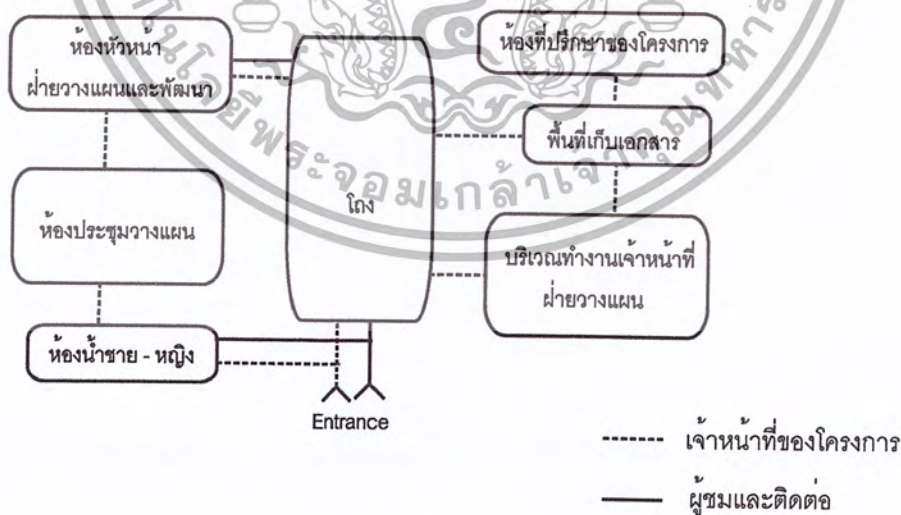 ห้องหัวหน้า
ฝ่ายวางแผนและพัฒนา
ห้องที่ปรึกษาของโครงการ
พื้นที่เก็บเอกสาร
โถง
ห้องประชุมวางแผน
บริเวณทำงานเจ้าหน้าที่
ฝ่ายวางแผน
ห้องน้ำชาย - หญิง
Entrance
เจ้าหน้าที่ของโครงการ
ผู้ชมและติดต่อ